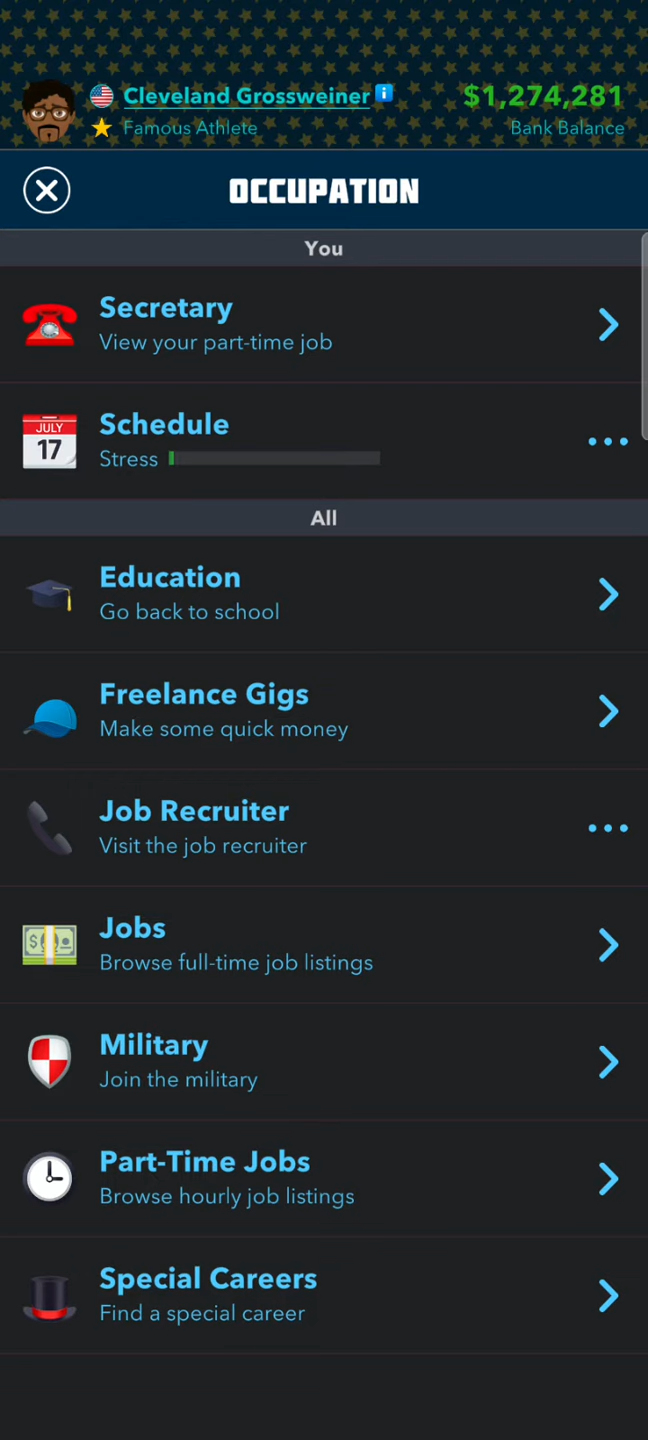 Cleveland Grossweiner
$1,274,281
Famous Athlete
Bank Balance
OCCUPATION
You
Secretary
View your part-time job
JULY
17
Schedule
Stress
All
Education
Go back to school
Freelance Gigs
Make some quick money
Job Recruiter
Visit the job recruiter
Jobs
Browse full-time job listings
Military
Join the military
Part-Time Jobs
Browse hourly job listings
Special Careers
Find a special career